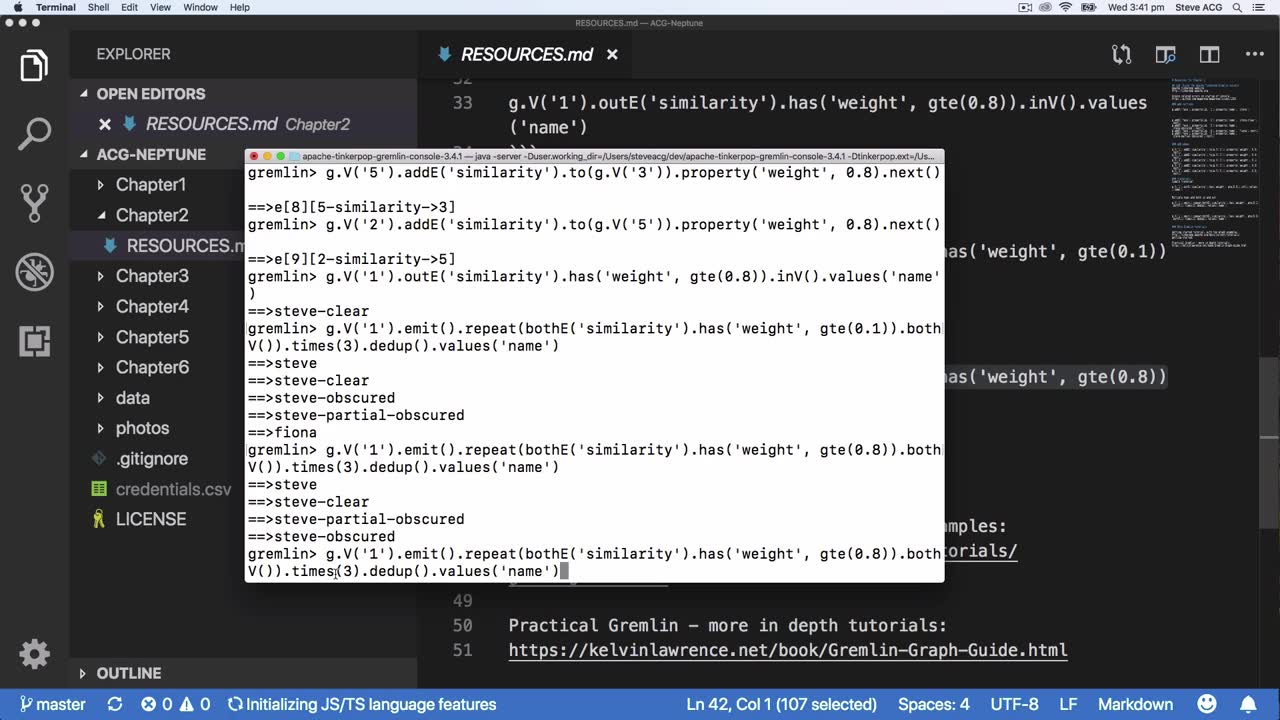 Terminal Shell Edit View Window Help Wed 3:41 pm Steve ACG
RESOURCES.md — ACG-Neptune
EXPLORER
OPEN EDITORS
RESOURCES.md Chapter2
ACG-NEPTUNE
Chapter1
Chapter2
RESOURCES.m
Chapter3
Chapter4
Chapter5
Chapter6
data
photos
.gitignore
credentials.csv
LICENSE
OUTLINE
RESOURCES.md
32
33 g.V('1').outE('similarity').has('weight', gte(0.8)).inV().values
('name')
has('weight', gte(0.1))
has('weight', gte(0.8))
amples:
torials/
49
50 Practical Gremlin - more in depth tutorials:
51 https://kelvinlawrence.net/book/Gremlin-Graph-Guide.html
apache-tinkerpop-gremlin-console-3.4.1 — java -server -Duser.working_dir=/Users/steveacg/dev/apache-tinkerpop-gremlin-console-3.4.1 -Dtinkerpop.ext=/Us...
gremlin> g.V('5').addE('similarity').to(g.V('3')).property('weight', 0.8).next()
==>e[8][5-similarity->3]
gremlin> g.V('2').addE('similarity').to(g.V('5')).property('weight', 0.8).next()
==>e[9][2-similarity->5]
gremlin> g.V('1').outE('similarity').has('weight', gte(0.8)).inV().values('name'
)
==>steve-clear
gremlin> g.V('1').emit().repeat(bothE('similarity').has('weight', gte(0.1)).both
V()).times(3).dedup().values('name')
==>steve
==>steve-clear
==>steve-obscured
==>steve-partial-obscured
==>fiona
gremlin> g.V('1').emit().repeat(bothE('similarity').has('weight', gte(0.8)).both
V()).times(3).dedup().values('name')
==>steve
==>steve-clear
==>steve-partial-obscured
==>steve-obscured
gremlin> g.V('1').emit().repeat(bothE('similarity').has('weight', gte(0.8)).both
V()).times(3).dedup().values('name')
master 0 0 Initializing JS/TS language features Ln 42, Col 1 (107 selected) Spaces: 4 UTF-8 LF Markdown